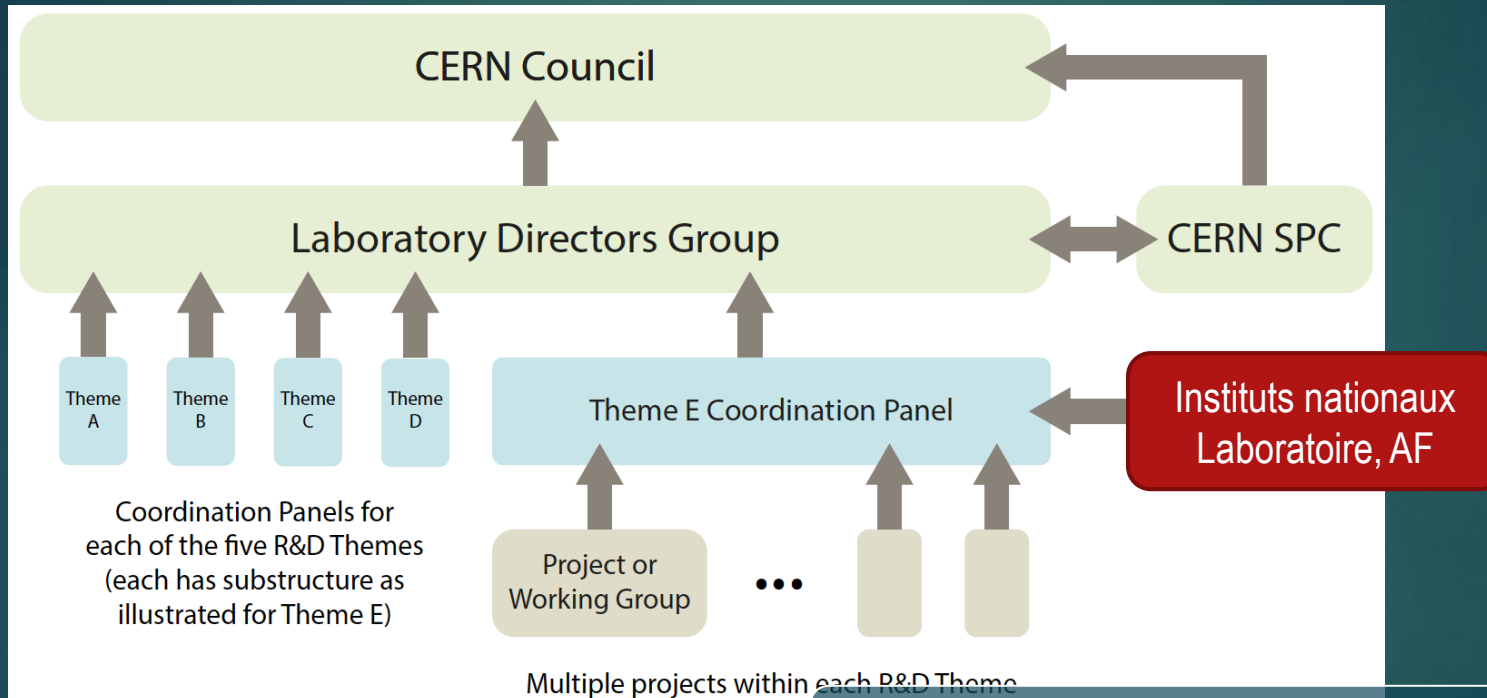 CERN Council
Laboratory Directors Group
CERN SPC
Theme
A
Theme
B
Theme
C
Theme
D
Theme E Coordination Panel
Instituts nationaux
Laboratoire, AF
Coordination Panels for
each of the five R&D Themes
(each has substructure as
illustrated for Theme E)
Project or
Working Group
•••
Multiple projects within each R&D Theme